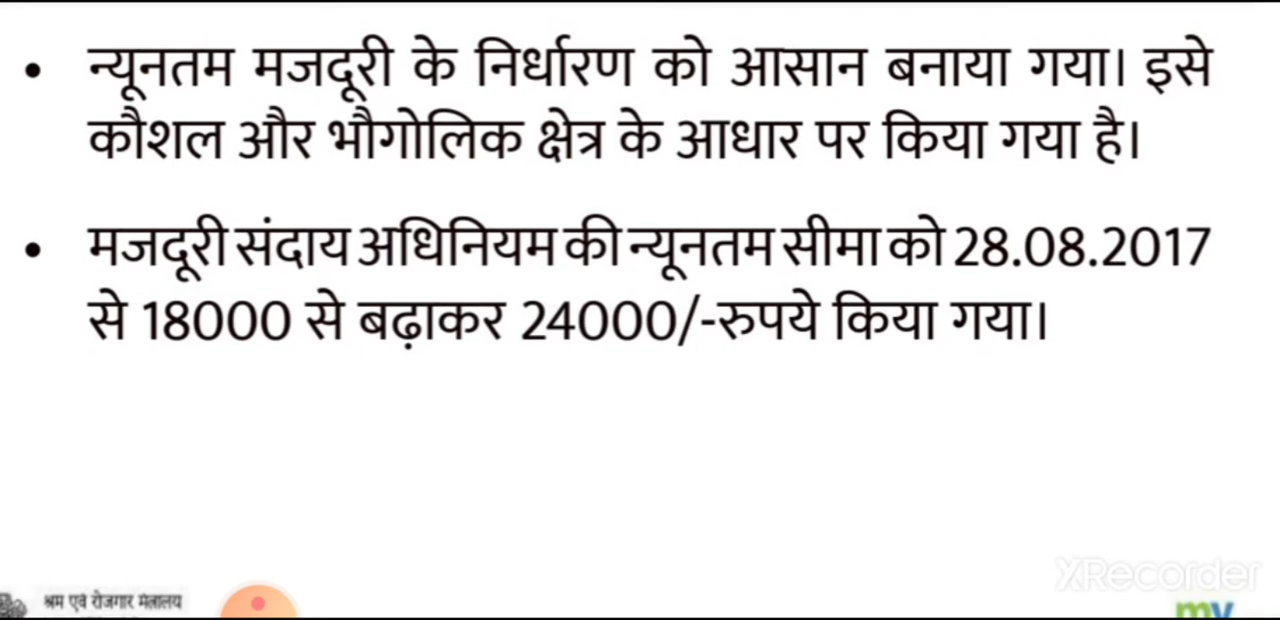 • न्यूनतम मजदूरी के निर्धारण को आसान बनाया गया। इसे
कौशल और भौगोलिक क्षेत्र के आधार पर किया गया है।
• मजदूरी संदाय अधिनियम की न्यूनतम सीमा को 28.08.2017
से 18000 से बढ़ाकर 24000/-रुपये किया गया।
XRecorder
श्रम एवं रोजगार मंत्रालय
my